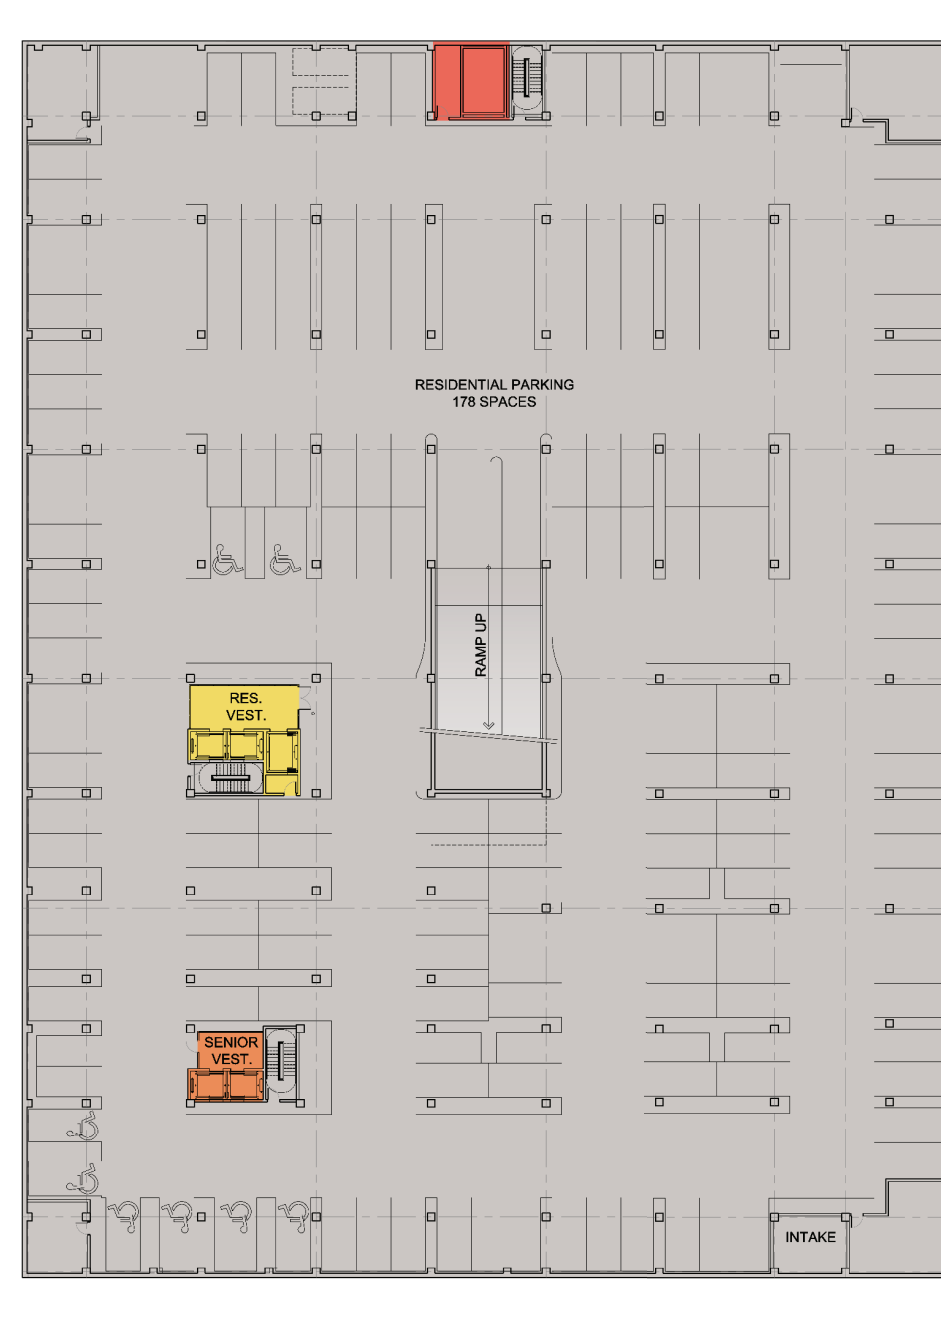 RESIDENTIAL PARKING
178 SPACES
RAMP UP
RES.
VEST.
SENIOR
VEST.
INTAKE